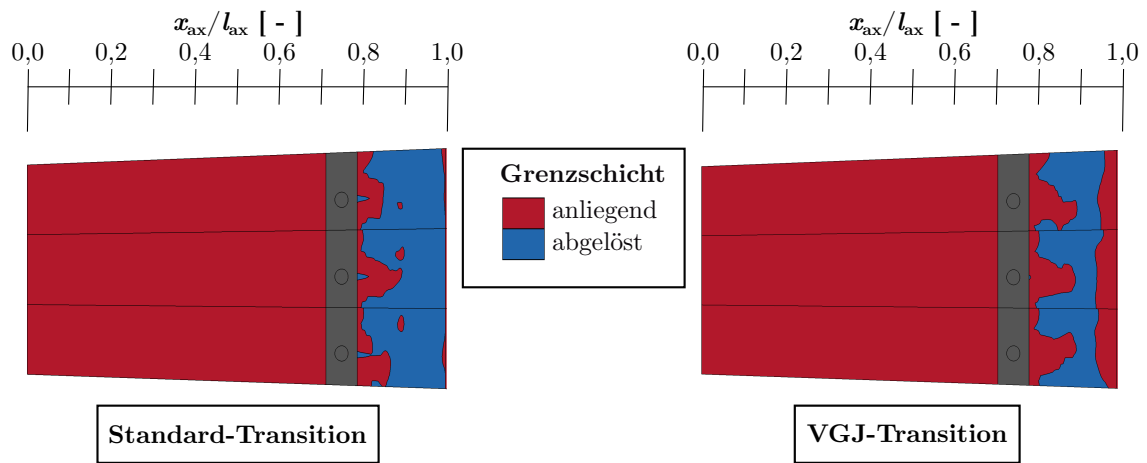 x_ax/l_ax [ - ]
0,0 0,2 0,4 0,6 0,8 1,0
x_ax/l_ax [ - ]
0,0 0,2 0,4 0,6 0,8 1,0
Grenzschicht
anliegend
abgelöst
Standard-Transition
VGJ-Transition